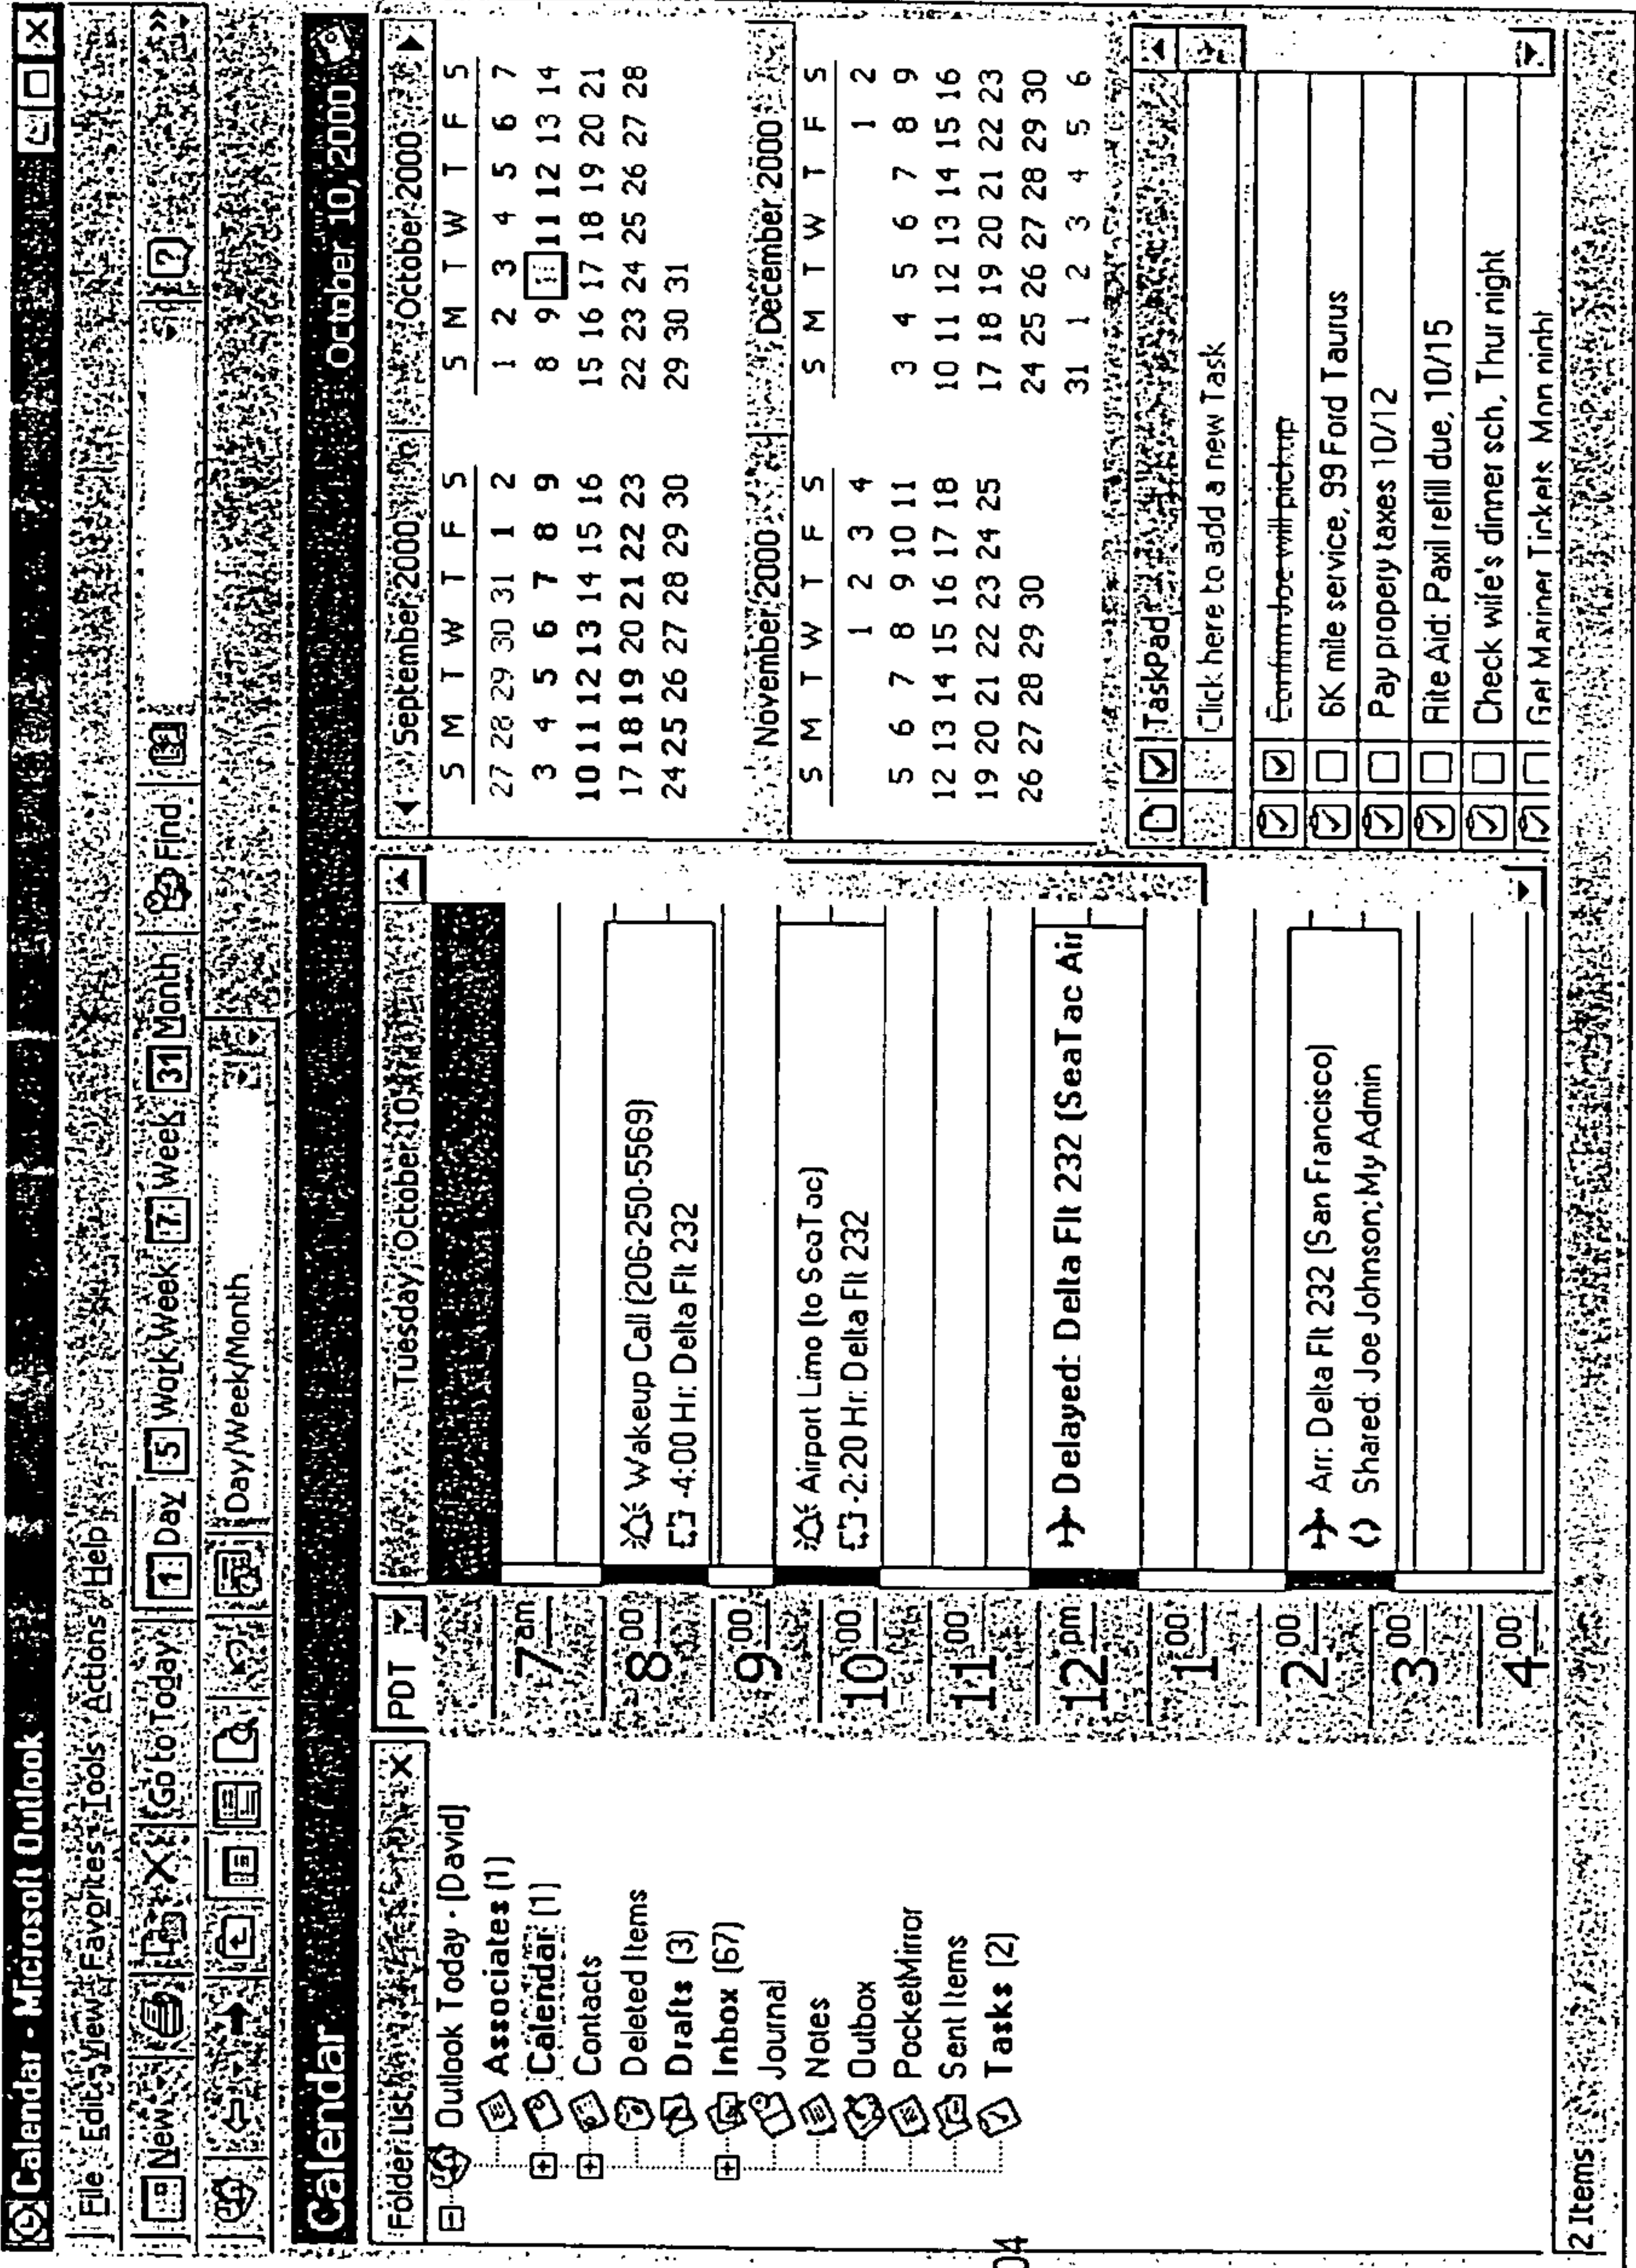 Calendar - Microsoft Outlook
File Edit View Favorites Tools Actions Help
New Go to Today 1 Day 5 Work Week 7 Week 31 Month Find
Day/Week/Month
Calendar October 10, 2000
Folder List
Outlook Today - [David]
Associates (1)
Calendar (1)
Contacts
Deleted Items
Drafts (3)
Inbox (67)
Journal
Notes
Outbox
PocketMirror
Sent Items
Tasks (2)
PDT
Tuesday, October 10
7 am
8 00
Wakeup Call (206-250-5569)
-4:00 Hr: Delta Flt 232
9 00
10 00
Airport Limo (to SeaTac)
-2:20 Hr: Delta Flt 232
11 00
12 pm
Delayed: Delta Flt 232 (SeaTac Air
1 00
2 00
Arr: Delta Flt 232 (San Francisco)
Shared: Joe Johnson; My Admin
3 00
4 00
September 2000
S M T W T F S
27 28 29 30 31 1 2
3 4 5 6 7 8 9
10 11 12 13 14 15 16
17 18 19 20 21 22 23
24 25 26 27 28 29 30
October 2000
S M T W T F S
1 2 3 4 5 6 7
8 9 11 12 13 14
15 16 17 18 19 20 21
22 23 24 25 26 27 28
29 30 31
November 2000
S M T W T F S
1 2 3 4
5 6 7 8 9 10 11
12 13 14 15 16 17 18
19 20 21 22 23 24 25
26 27 28 29 30
December 2000
S M T W T F S
1 2
3 4 5 6 7 8 9
10 11 12 13 14 15 16
17 18 19 20 21 22 23
24 25 26 27 28 29 30
31 1 2 3 4 5 6
TaskPad
Click here to add a new Task
Confirm Joe will pickup
6K mile service, 99 Ford Taurus
Pay propery taxes 10/12
Rite Aid: Paxil refill due, 10/15
Check wife's dinner sch, Thur night
Get Mariner Tickets Mon night
2 Items
04